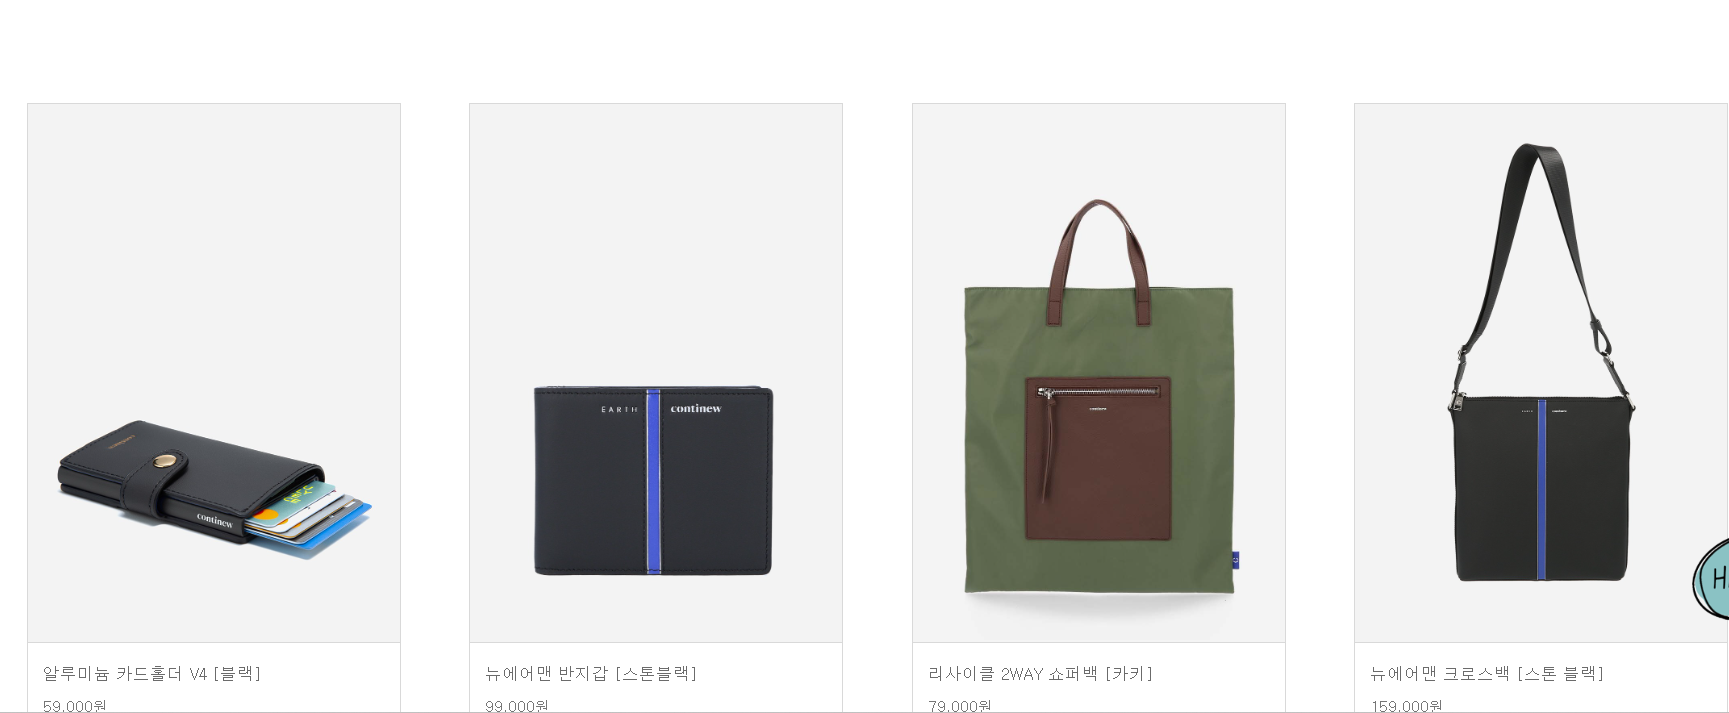 continew
EARTH
continew
알루미늄 카드홀더 V4 [블랙]
59,000원
뉴에어맨 반지갑 [스톤블랙]
99,000원
리사이클 2WAY 쇼퍼백 [카키]
79,000원
뉴에어맨 크로스백 [스톤 블랙]
159,000원